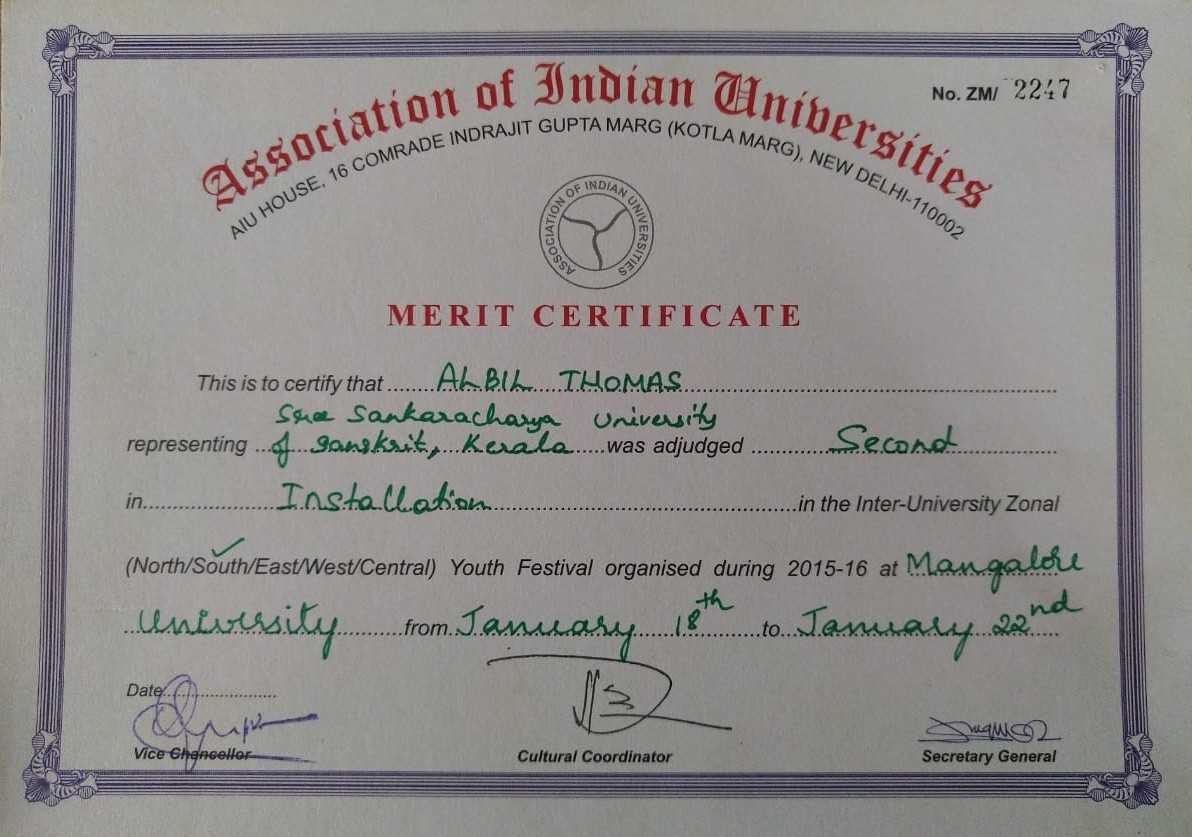 No. ZM/ 2247
Association of Indian Universities
AIU HOUSE, 16 COMRADE INDRAJIT GUPTA MARG (KOTLA MARG), NEW DELHI-110002
ASSOCIATION OF INDIAN UNIVERSITIES
MERIT CERTIFICATE
This is to certify that ALBIL THOMAS
Sree Sankaracharya University
representing of Sanskrit, Kerala was adjudged Second
in Installation in the Inter-University Zonal
(North/South/East/West/Central) Youth Festival organised during 2015-16 at Mangalore
University from January 18th to January 22nd
Date
Vice Chancellor
Cultural Coordinator
Secretary General